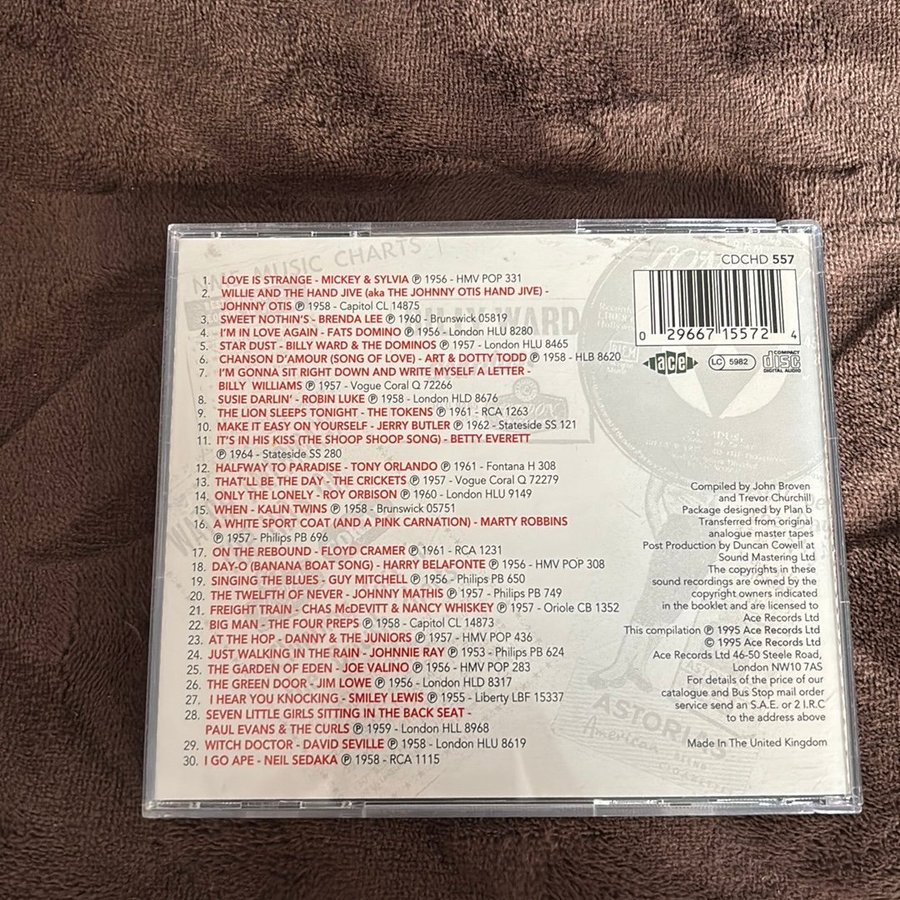 NME MUSIC CHARTS
1. LOVE IS STRANGE - MICKEY & SYLVIA ℗ 1956 - HMV POP 331
2. WILLIE AND THE HAND JIVE (aka THE JOHNNY OTIS HAND JIVE) -
JOHNNY OTIS ℗ 1958 - Capitol CL 14875
3. SWEET NOTHIN'S - BRENDA LEE ℗ 1960 - Brunswick 05819
4. I'M IN LOVE AGAIN - FATS DOMINO ℗ 1956 - London HLU 8280
5. STAR DUST - BILLY WARD & THE DOMINOS ℗ 1957 - London HLU 8465
6. CHANSON D'AMOUR (SONG OF LOVE) - ART & DOTTY TODD ℗ 1958 - HLB 8620
7. I'M GONNA SIT RIGHT DOWN AND WRITE MYSELF A LETTER -
BILLY WILLIAMS ℗ 1957 - Vogue Coral Q 72266
8. SUSIE DARLIN' - ROBIN LUKE ℗ 1958 - London HLD 8676
9. THE LION SLEEPS TONIGHT - THE TOKENS ℗ 1961 - RCA 1263
10. MAKE IT EASY ON YOURSELF - JERRY BUTLER ℗ 1962 - Stateside SS 121
11. IT'S IN HIS KISS (THE SHOOP SHOOP SONG) - BETTY EVERETT
℗ 1964 - Stateside SS 280
12. HALFWAY TO PARADISE - TONY ORLANDO ℗ 1961 - Fontana H 308
13. THAT'LL BE THE DAY - THE CRICKETS ℗ 1957 - Vogue Coral Q 72279
14. ONLY THE LONELY - ROY ORBISON ℗ 1960 - London HLU 9149
15. WHEN - KALIN TWINS ℗ 1958 - Brunswick 05751
16. A WHITE SPORT COAT (AND A PINK CARNATION) - MARTY ROBBINS
℗ 1957 - Philips PB 696
17. ON THE REBOUND - FLOYD CRAMER ℗ 1961 - RCA 1231
18. DAY-O (BANANA BOAT SONG) - HARRY BELAFONTE ℗ 1956 - HMV POP 308
19. SINGING THE BLUES - GUY MITCHELL ℗ 1956 - Philips PB 650
20. THE TWELFTH OF NEVER - JOHNNY MATHIS ℗ 1957 - Philips PB 749
21. FREIGHT TRAIN - CHAS McDEVITT & NANCY WHISKEY ℗ 1957 - Oriole CB 1352
22. BIG MAN - THE FOUR PREPS ℗ 1958 - Capitol CL 14873
23. AT THE HOP - DANNY & THE JUNIORS ℗ 1957 - HMV POP 436
24. JUST WALKING IN THE RAIN - JOHNNIE RAY ℗ 1953 - Philips PB 624
25. THE GARDEN OF EDEN - JOE VALINO ℗ 1956 - HMV POP 283
26. THE GREEN DOOR - JIM LOWE ℗ 1956 - London HLD 8317
27. I HEAR YOU KNOCKING - SMILEY LEWIS ℗ 1955 - Liberty LBF 15337
28. SEVEN LITTLE GIRLS SITTING IN THE BACK SEAT -
PAUL EVANS & THE CURLS ℗ 1959 - London HLL 8968
29. WITCH DOCTOR - DAVID SEVILLE ℗ 1958 - London HLU 8619
30. I GO APE - NEIL SEDAKA ℗ 1958 - RCA 1115
CDCHD 557
0 29667 15572 4
ace
LC 5982
COMPACT
disc
DIGITAL AUDIO
Compiled by John Broven
and Trevor Churchill
Package designed by Plan b
Transferred from original
analogue master tapes
Post Production by Duncan Cowell at
Sound Mastering Ltd
The copyrights in these
sound recordings are owned by the
copyright owners indicated
in the booklet and are licensed to
Ace Records Ltd
This compilation ℗ 1995 Ace Records Ltd
© 1995 Ace Records Ltd
Ace Records Ltd 46-50 Steele Road,
London NW10 7AS
For details of the price of our
catalogue and Bus Stop mail order
service send an S.A.E. or 2 I.R.C
to the address above
ASTORIAS
American
BLEND
CIGARETTES
Made In The United Kingdom